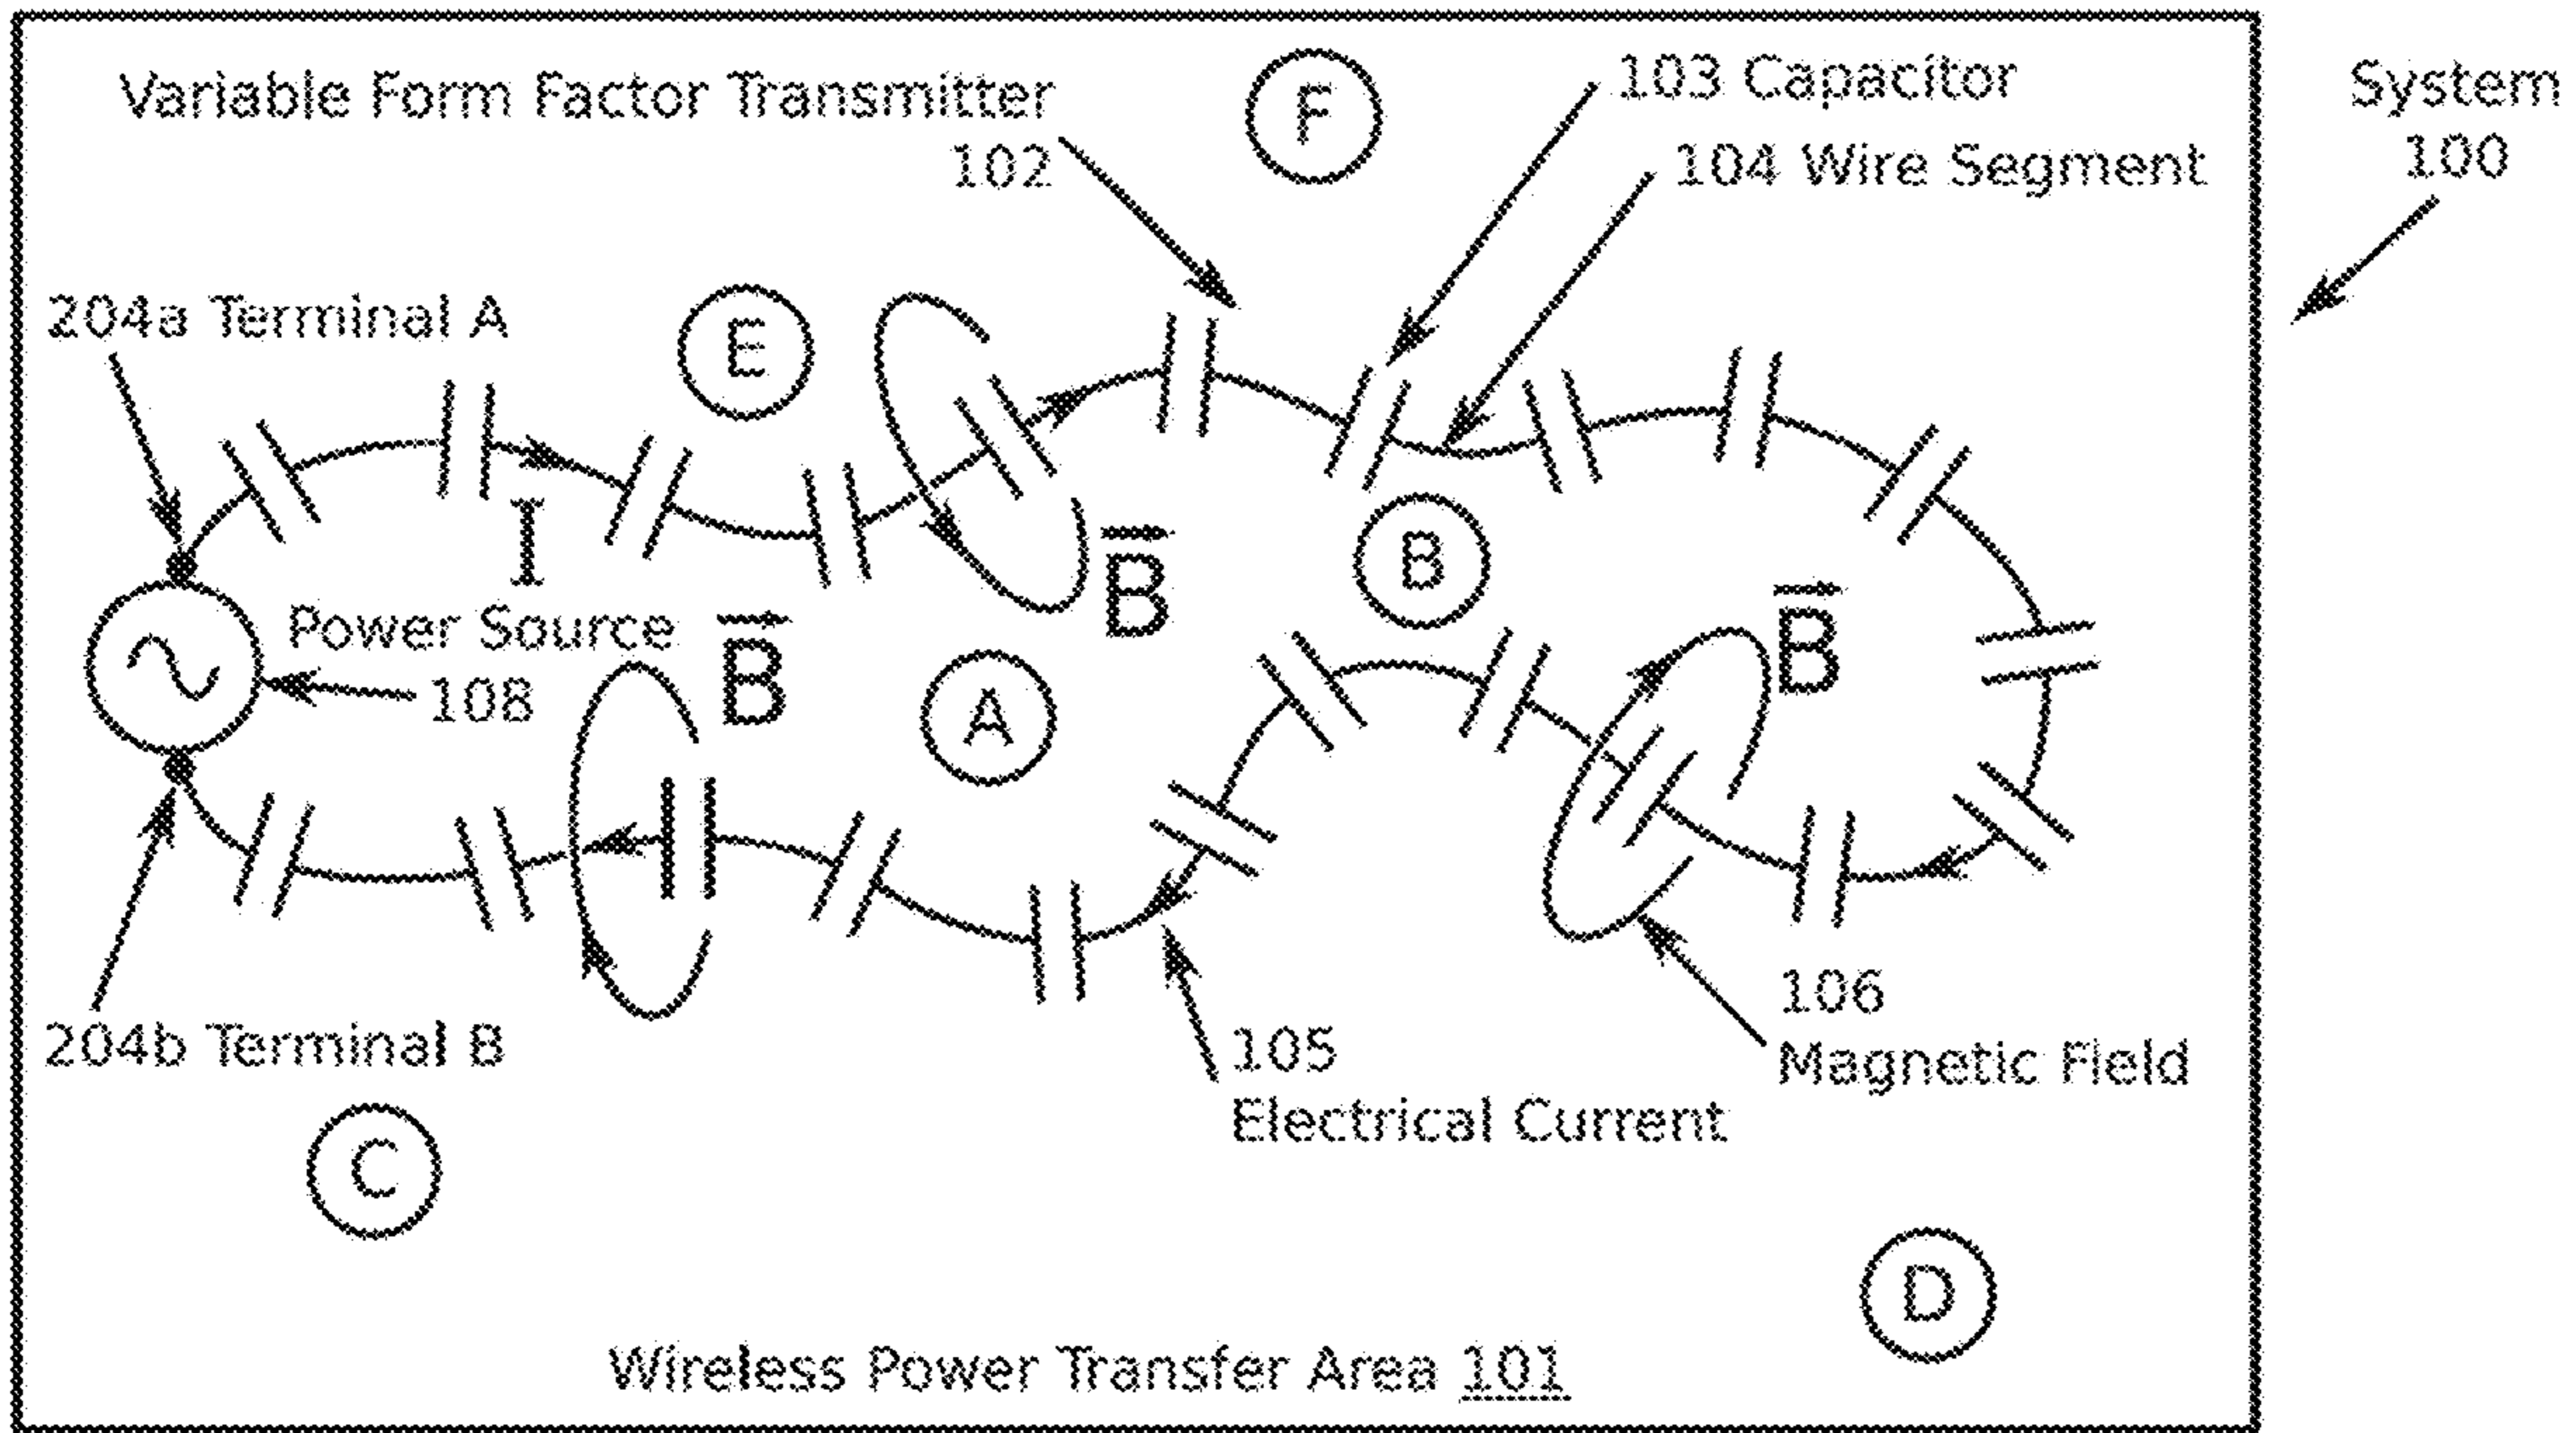 Variable Form Factor Transmitter
102
F
103 Capacitor
104 Wire Segment
System
100
204a Terminal A
E
I
B
B
B
Power Source
108
A
B
204b Terminal B
105
Electrical Current
106
Magnetic Field
C
D
Wireless Power Transfer Area 101